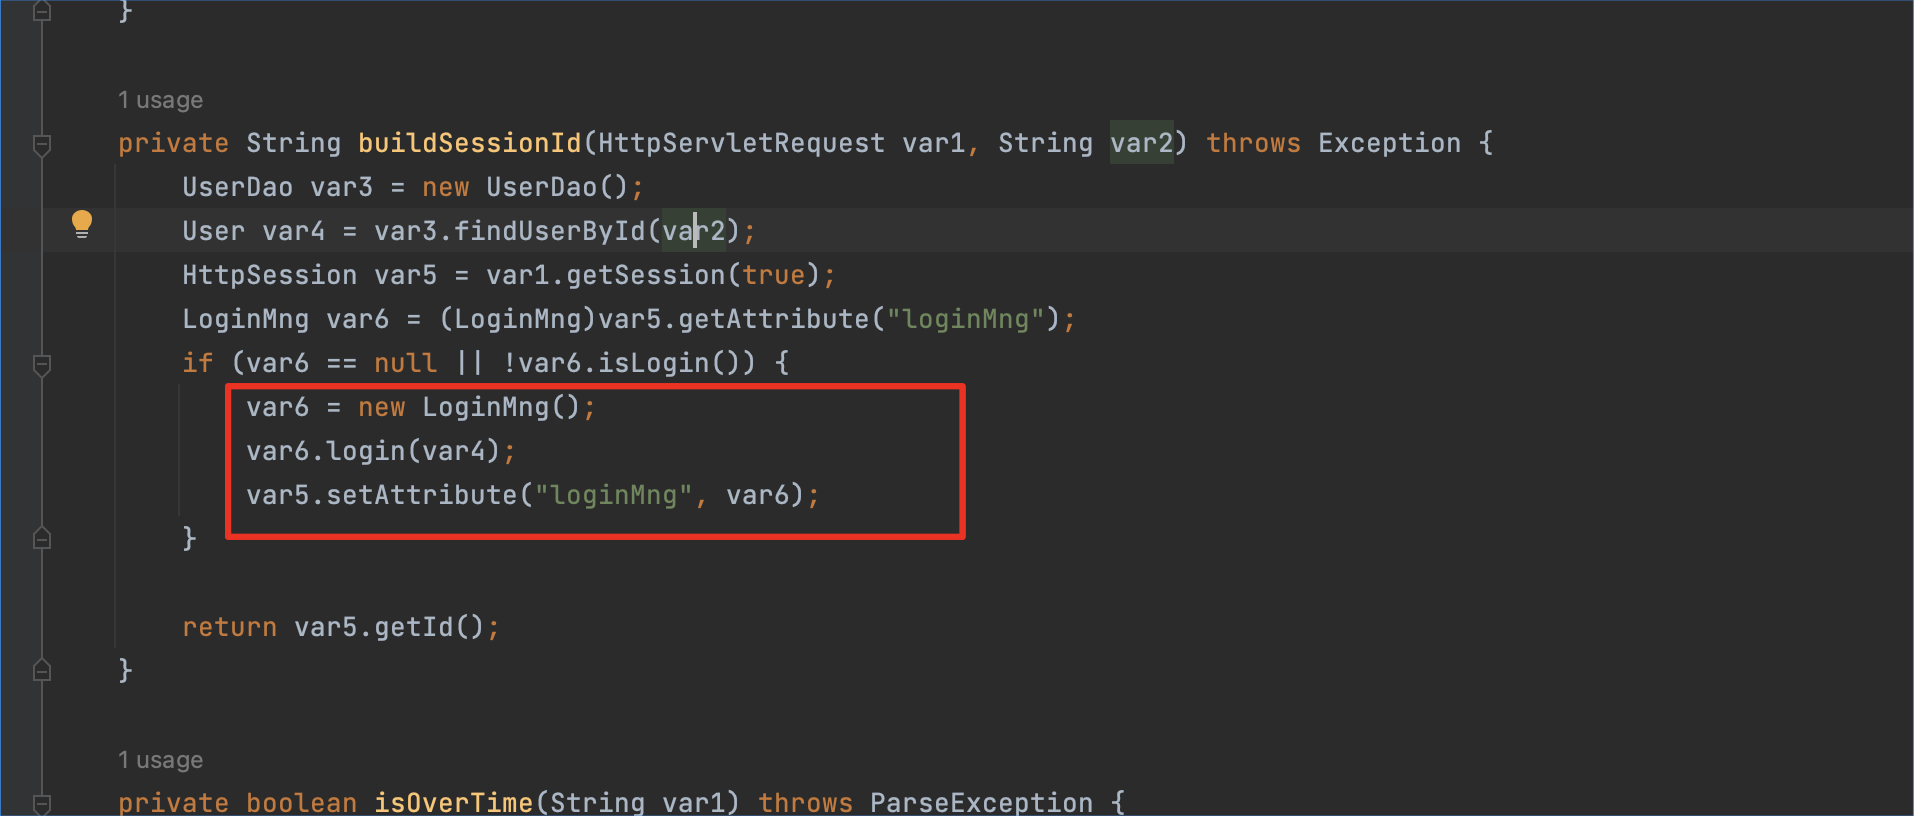 }
1 usage
private String buildSessionId(HttpServletRequest var1, String var2) throws Exception {
UserDao var3 = new UserDao();
User var4 = var3.findUserById(var2);
HttpSession var5 = var1.getSession(true);
LoginMng var6 = (LoginMng)var5.getAttribute("loginMng");
if (var6 == null || !var6.isLogin()) {
var6 = new LoginMng();
var6.login(var4);
var5.setAttribute("loginMng", var6);
}
return var5.getId();
}
1 usage
private boolean isOverTime(String var1) throws ParseException {